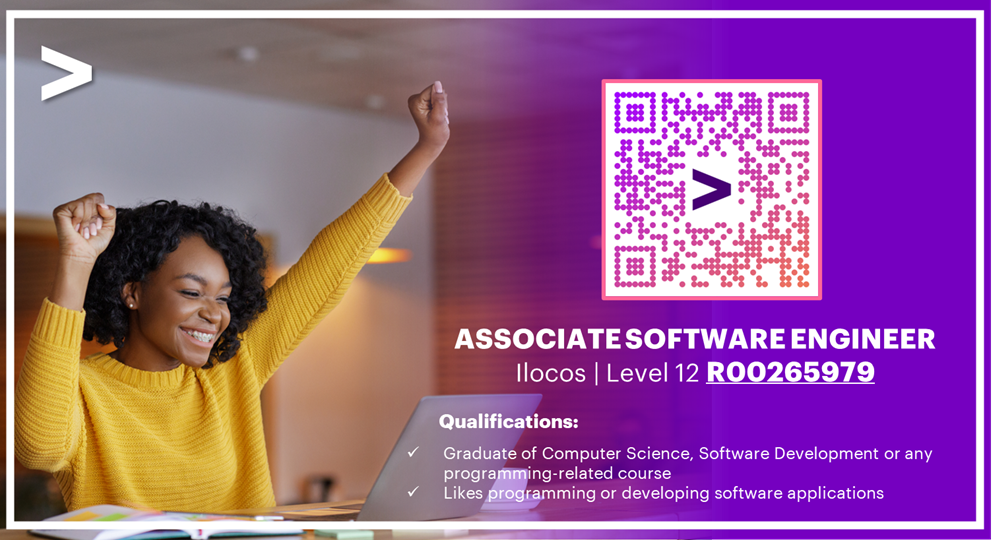 >
>
ASSOCIATE SOFTWARE ENGINEER
Ilocos | Level 12 R00265979
Qualifications:
✓ Graduate of Computer Science, Software Development or any
programming-related course
✓ Likes programming or developing software applications